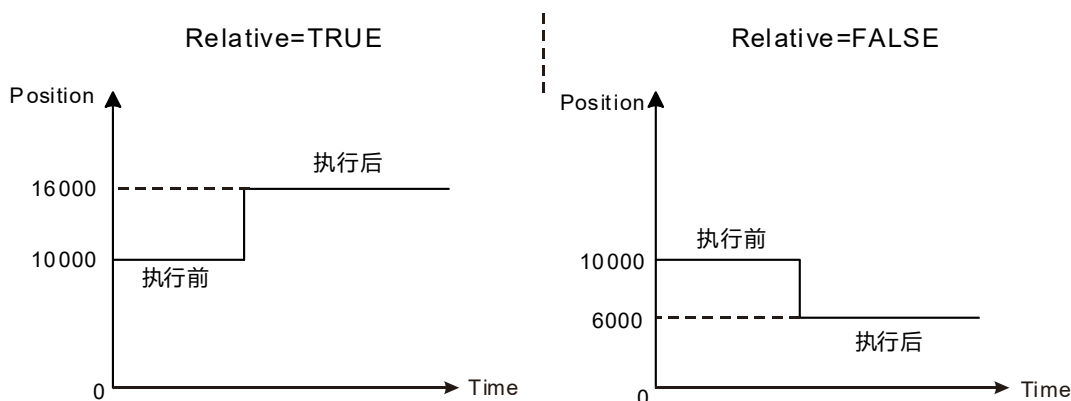 Relative=TRUE
Position
16000
执行后
10000
执行前
0
Time
Relative=FALSE
Position
执行前
10000
6000
执行后
0
Time